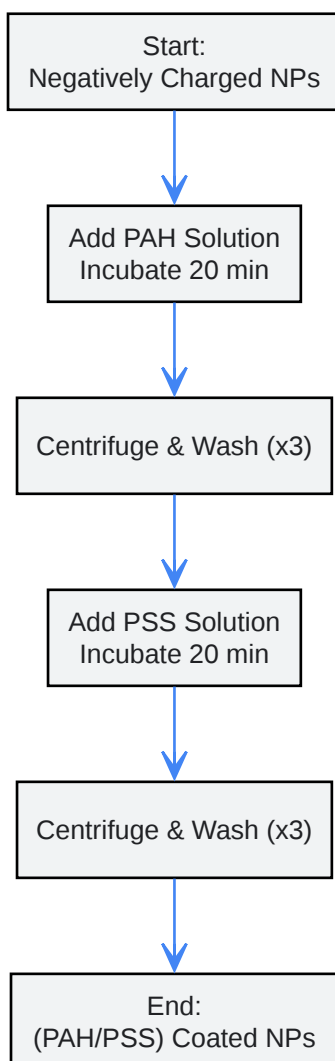 Start:
Negatively Charged NPs
Add PAH Solution
Incubate 20 min
Centrifuge & Wash (x3)
Add PSS Solution
Incubate 20 min
Centrifuge & Wash (x3)
End:
(PAH/PSS) Coated NPs